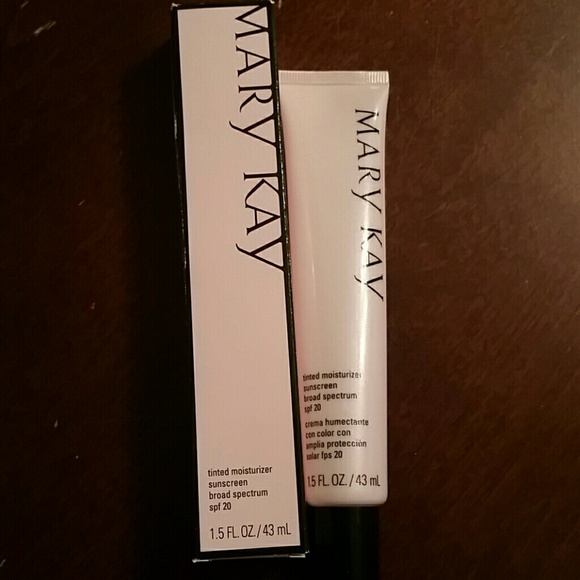 MARY KAY
tinted moisturizer
sunscreen
broad spectrum
spf 20
1.5 FL. OZ. / 43 mL
MARY KAY
tinted moisturizer
sunscreen
broad spectrum
spf 20
crema humectante
con color con
amplia protección
solar fps 20
1.5 FL. OZ. / 43 mL